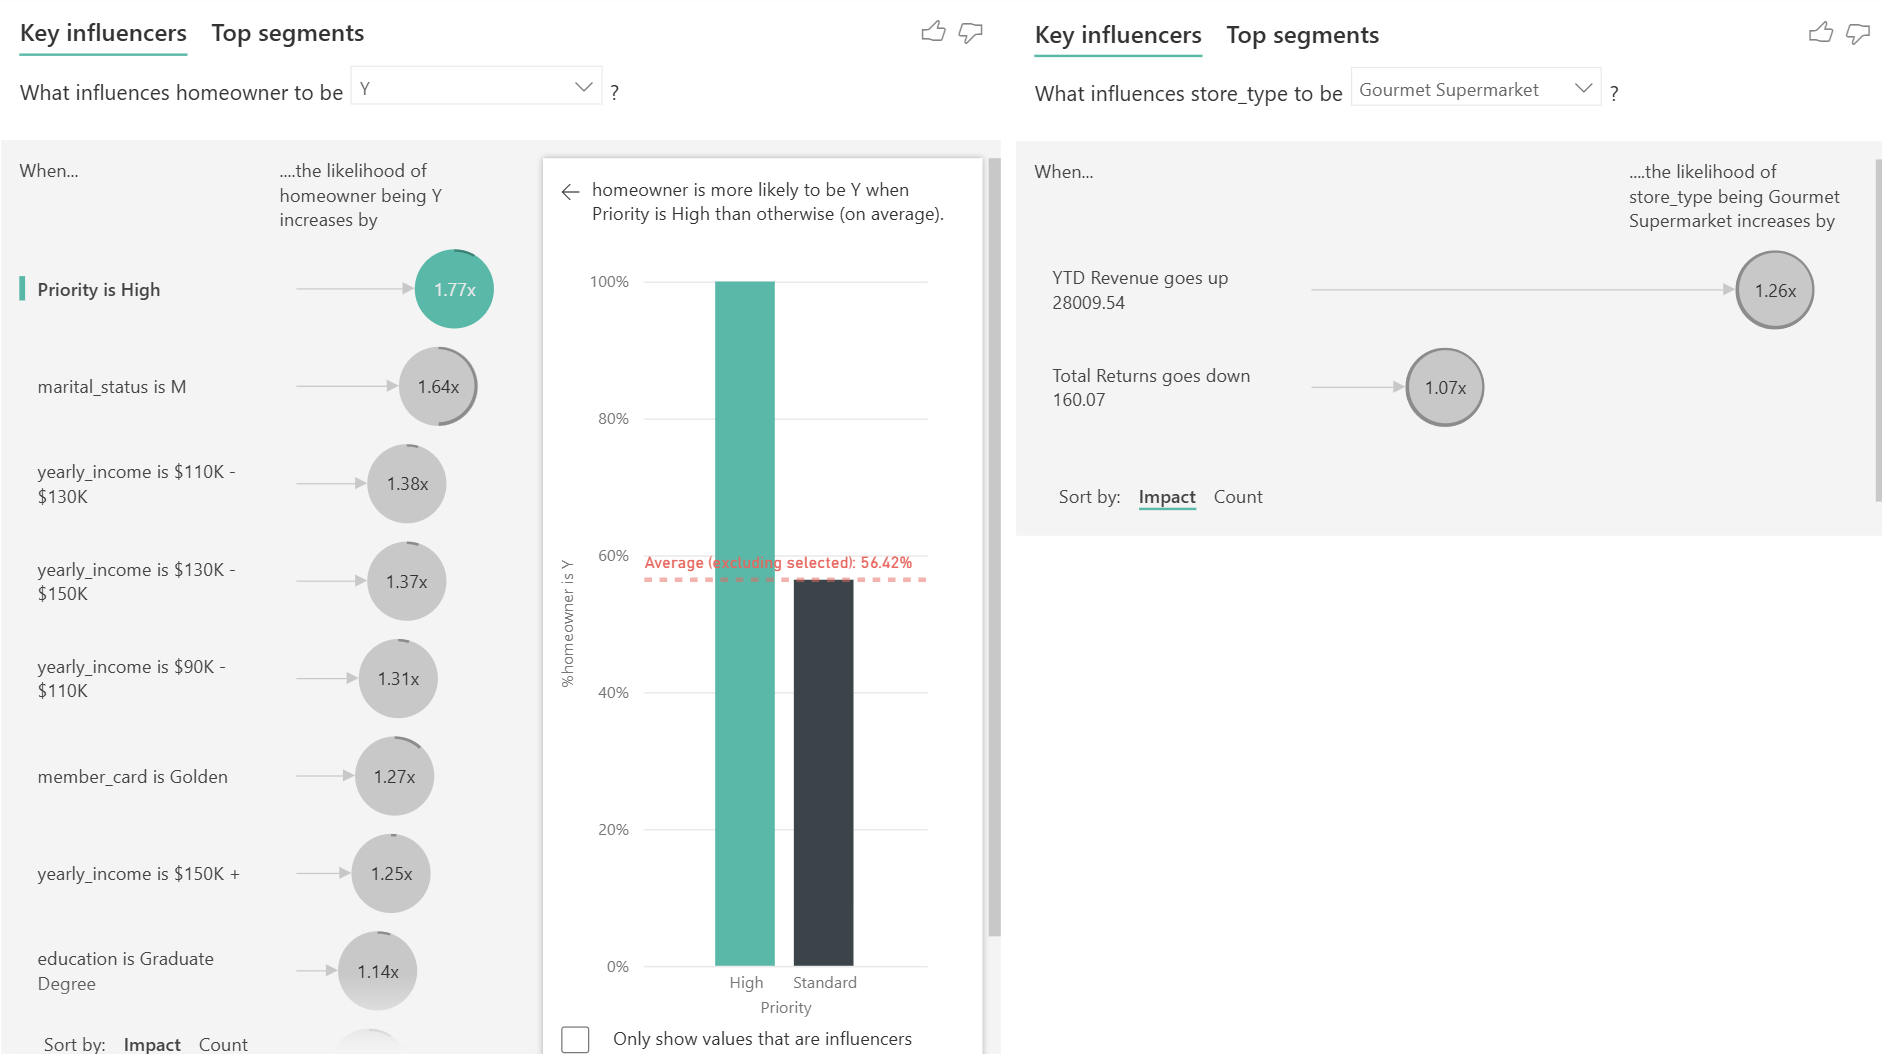 Key influencers Top segments
What influences homeowner to be Y ?
When...
....the likelihood of
homeowner being Y
increases by
Priority is High
1.77x
marital_status is M
1.64x
yearly_income is $110K -
$130K
1.38x
yearly_income is $130K -
$150K
1.37x
yearly_income is $90K -
$110K
1.31x
member_card is Golden
1.27x
yearly_income is $150K +
1.25x
education is Graduate
Degree
1.14x
Sort by: Impact Count
homeowner is more likely to be Y when
Priority is High than otherwise (on average).
100%
80%
60%
40%
20%
0%
%homeowner is Y
Average (excluding selected): 56.42%
High Standard
Priority
Only show values that are influencers
Key influencers Top segments
What influences store_type to be Gourmet Supermarket ?
When...
....the likelihood of
store_type being Gourmet
Supermarket increases by
YTD Revenue goes up
28009.54
1.26x
Total Returns goes down
160.07
1.07x
Sort by: Impact Count